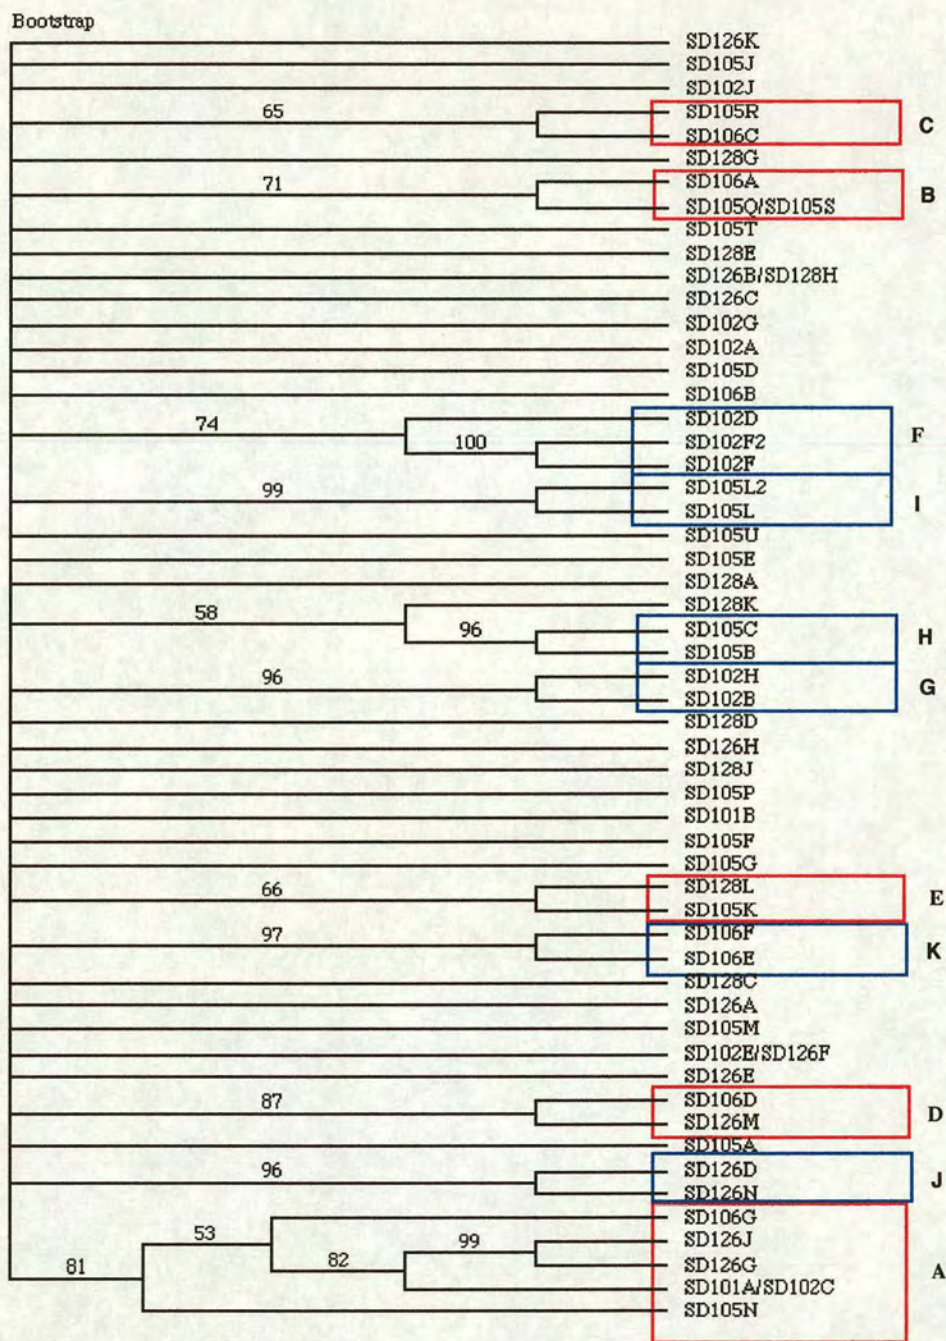 Bootstrap
SD126K
SD105J
SD102J
65
SD105R
C
SD106C
SD128G
71
SD106A
B
SD105Q/SD105S
SD105T
SD128E
SD126B/SD128H
SD126C
SD102G
SD102A
SD105D
SD106B
74
SD102D
F
100
SD102F2
SD102F
99
SD105L2
I
SD105L
SD105U
SD105E
SD128A
58
SD128K
96
SD105C
H
SD105B
96
SD102H
G
SD102B
SD128D
SD126H
SD128J
SD105P
SD101B
SD105F
SD105G
66
SD128L
E
SD105K
97
SD106F
K
SD106E
SD128C
SD126A
SD105M
SD102E/SD126F
SD126E
87
SD106D
D
SD126M
SD105A
96
SD126D
J
SD126N
SD106G
53
99
SD126J
81
82
SD126G
A
SD101A/SD102C
SD105N